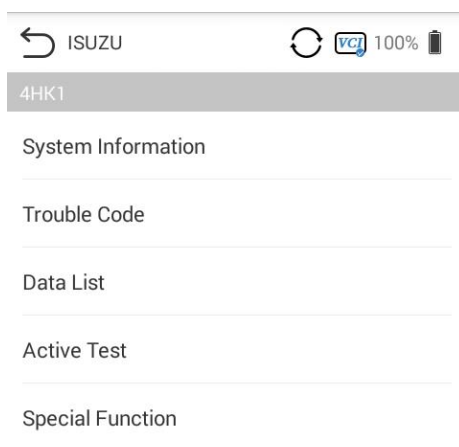 ISUZU VCI 100%
4HK1
System Information
Trouble Code
Data List
Active Test
Special Function